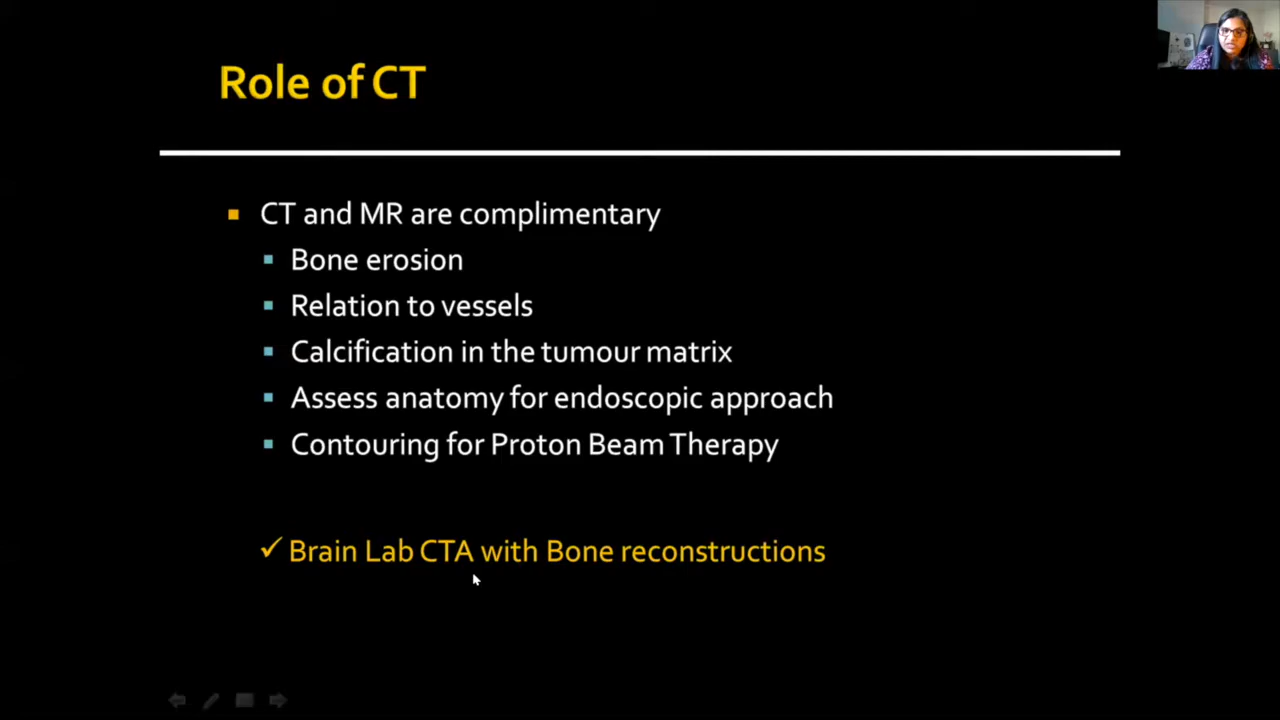 Role of CT
CT and MR are complimentary
Bone erosion
Relation to vessels
Calcification in the tumour matrix
Assess anatomy for endoscopic approach
Contouring for Proton Beam Therapy
✓ Brain Lab CTA with Bone reconstructions